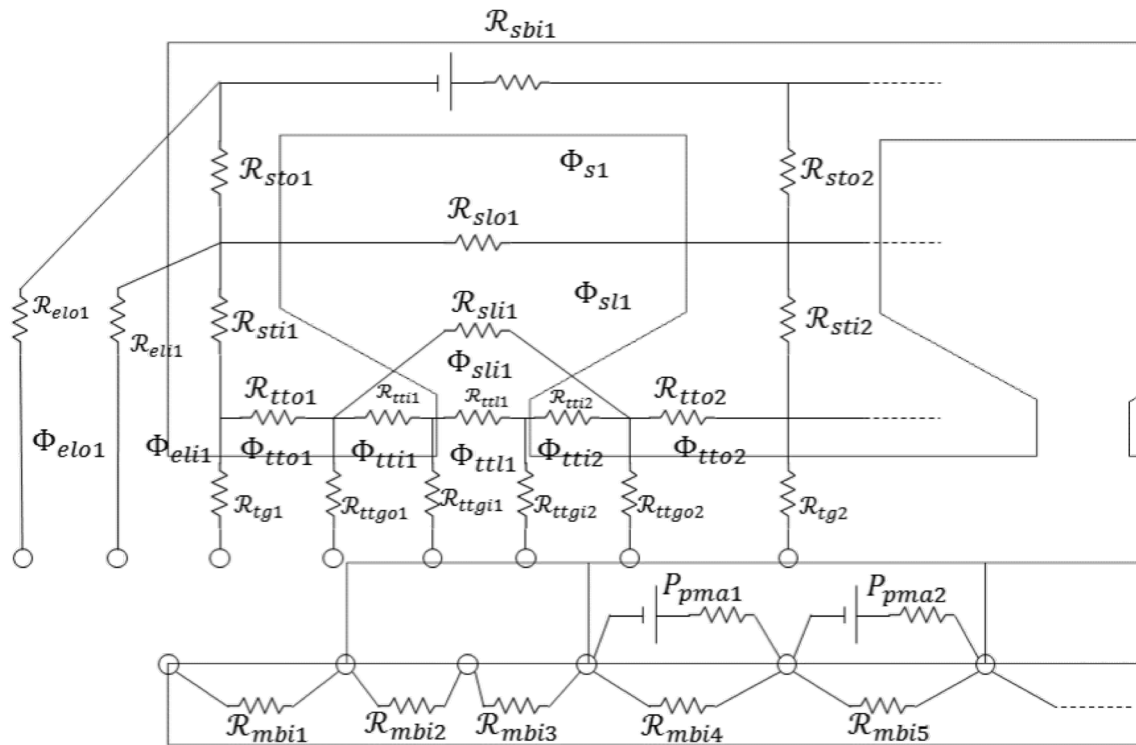 ℛsbi1
ℛsto1
Φs1
ℛsto2
ℛslo1
ℛelo1
ℛeli1
ℛsti1
ℛsli1
Φsl1
ℛsti2
Φsli1
ℛtto1
ℛtti1
ℛttl1
ℛtti2
ℛtto2
Φelo1
Φeli1
Φtto1
Φtti1
Φttl1
Φtti2
Φtto2
ℛtg1
ℛttgo1
ℛttgi1
ℛttgi2
ℛttgo2
ℛtg2
Ppma1
Ppma2
ℛmbi1
ℛmbi2
ℛmbi3
ℛmbi4
ℛmbi5